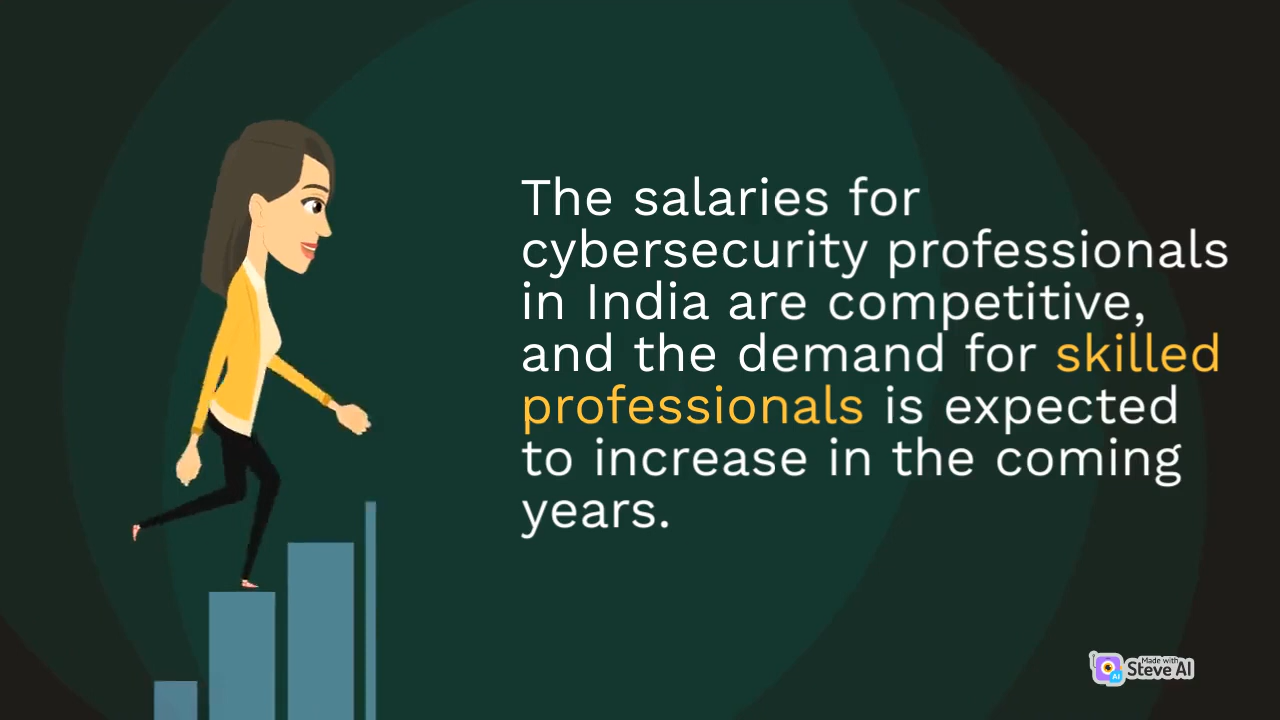 The salaries for
cybersecurity professionals
in India are competitive,
and the demand for skilled
professionals is expected
to increase in the coming
years.
Made with
Steve AI
AI